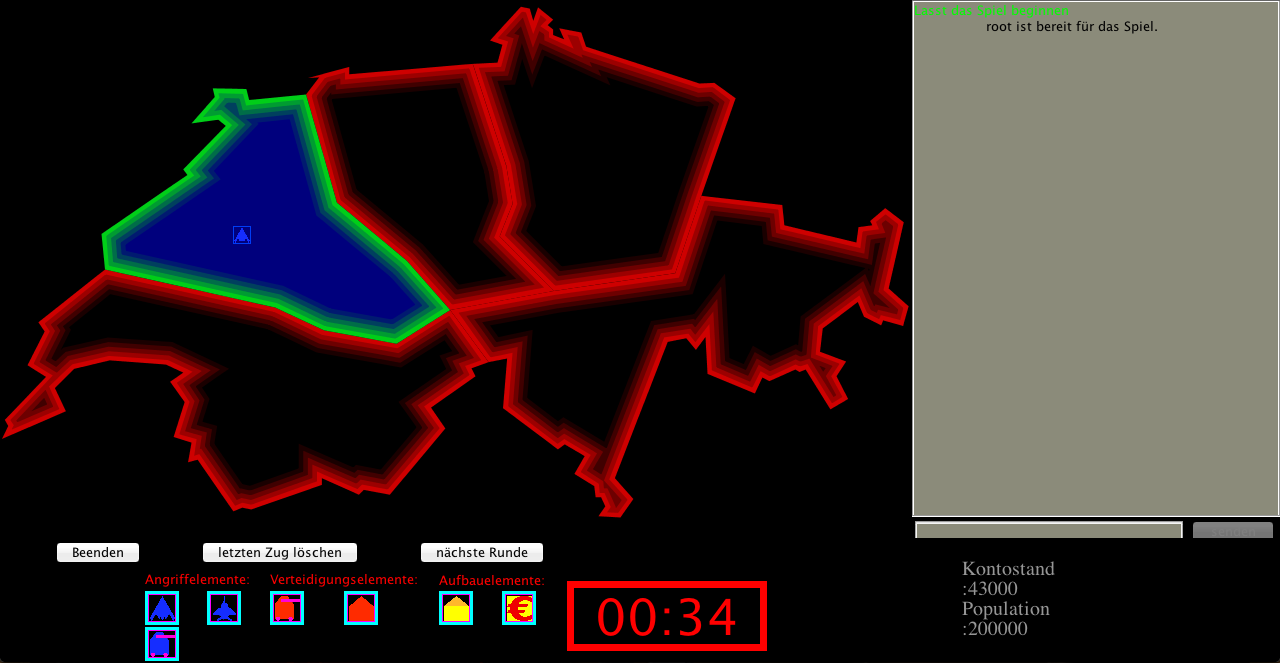 Lasst das Spiel beginnen
root ist bereit für das Spiel.
senden
Beenden
letzten Zug löschen
nächste Runde
Angriffelemente:
Verteidigungselemente:
Aufbauelemente:
00:34
Kontostand
:43000
Population
:200000